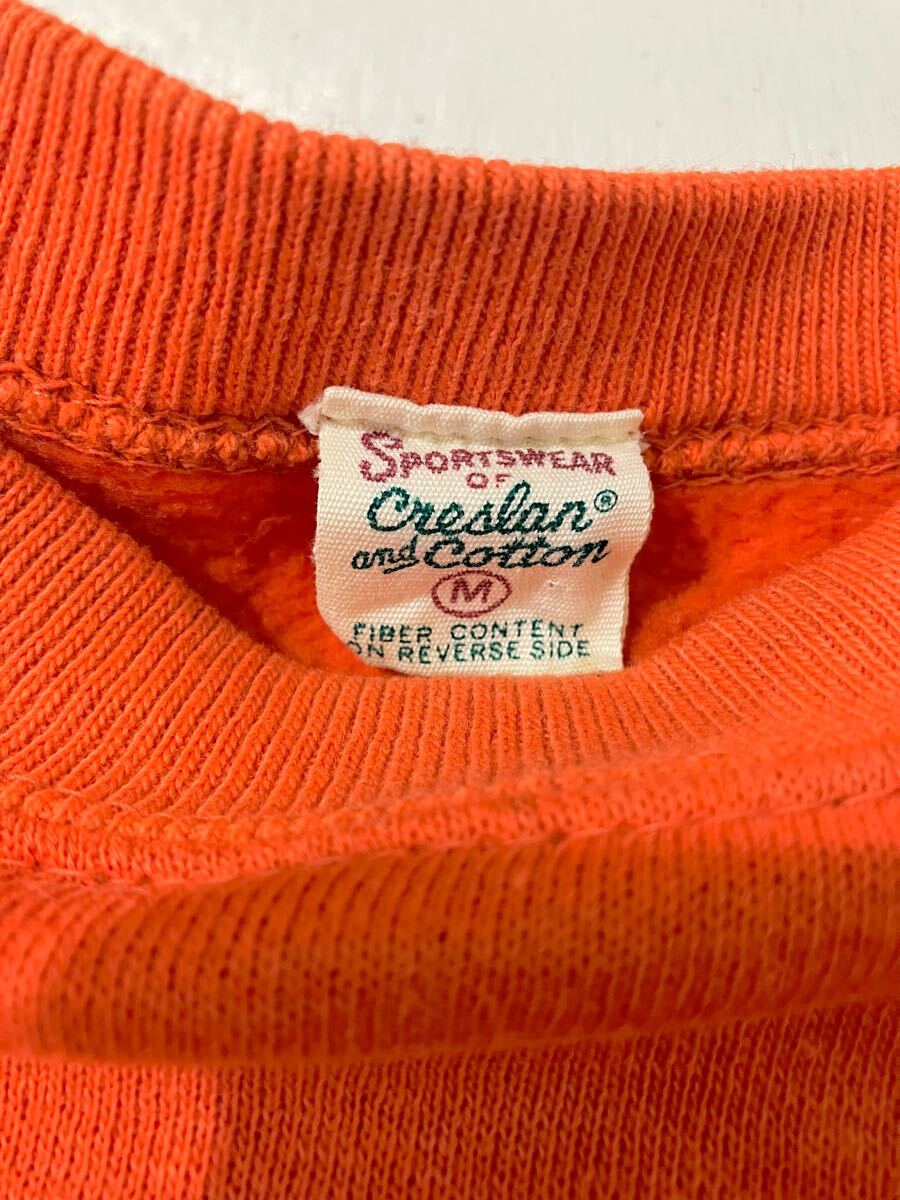 SPORTSWEAR
OF
Creslan®
and Cotton
M
FIBER CONTENT
ON REVERSE SIDE